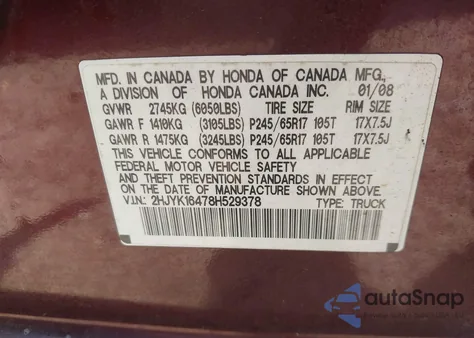 MFD. IN CANADA BY HONDA OF CANADA MFG.,
A DIVISION OF HONDA CANADA INC. 01/08
GVWR 2745KG (6050LBS) TIRE SIZE RIM SIZE
GAWR F 1410KG (3105LBS) P245/65R17 105T 17X7.5J
GAWR R 1475KG (3245LBS) P245/65R17 105T 17X7.5J
THIS VEHICLE CONFORMS TO ALL APPLICABLE
FEDERAL MOTOR VEHICLE SAFETY
AND THEFT PREVENTION STANDARDS IN EFFECT
ON THE DATE OF MANUFACTURE SHOWN ABOVE.
V.I.N.: 2HJYK16478H529378 TYPE: TRUCK
autoSnap